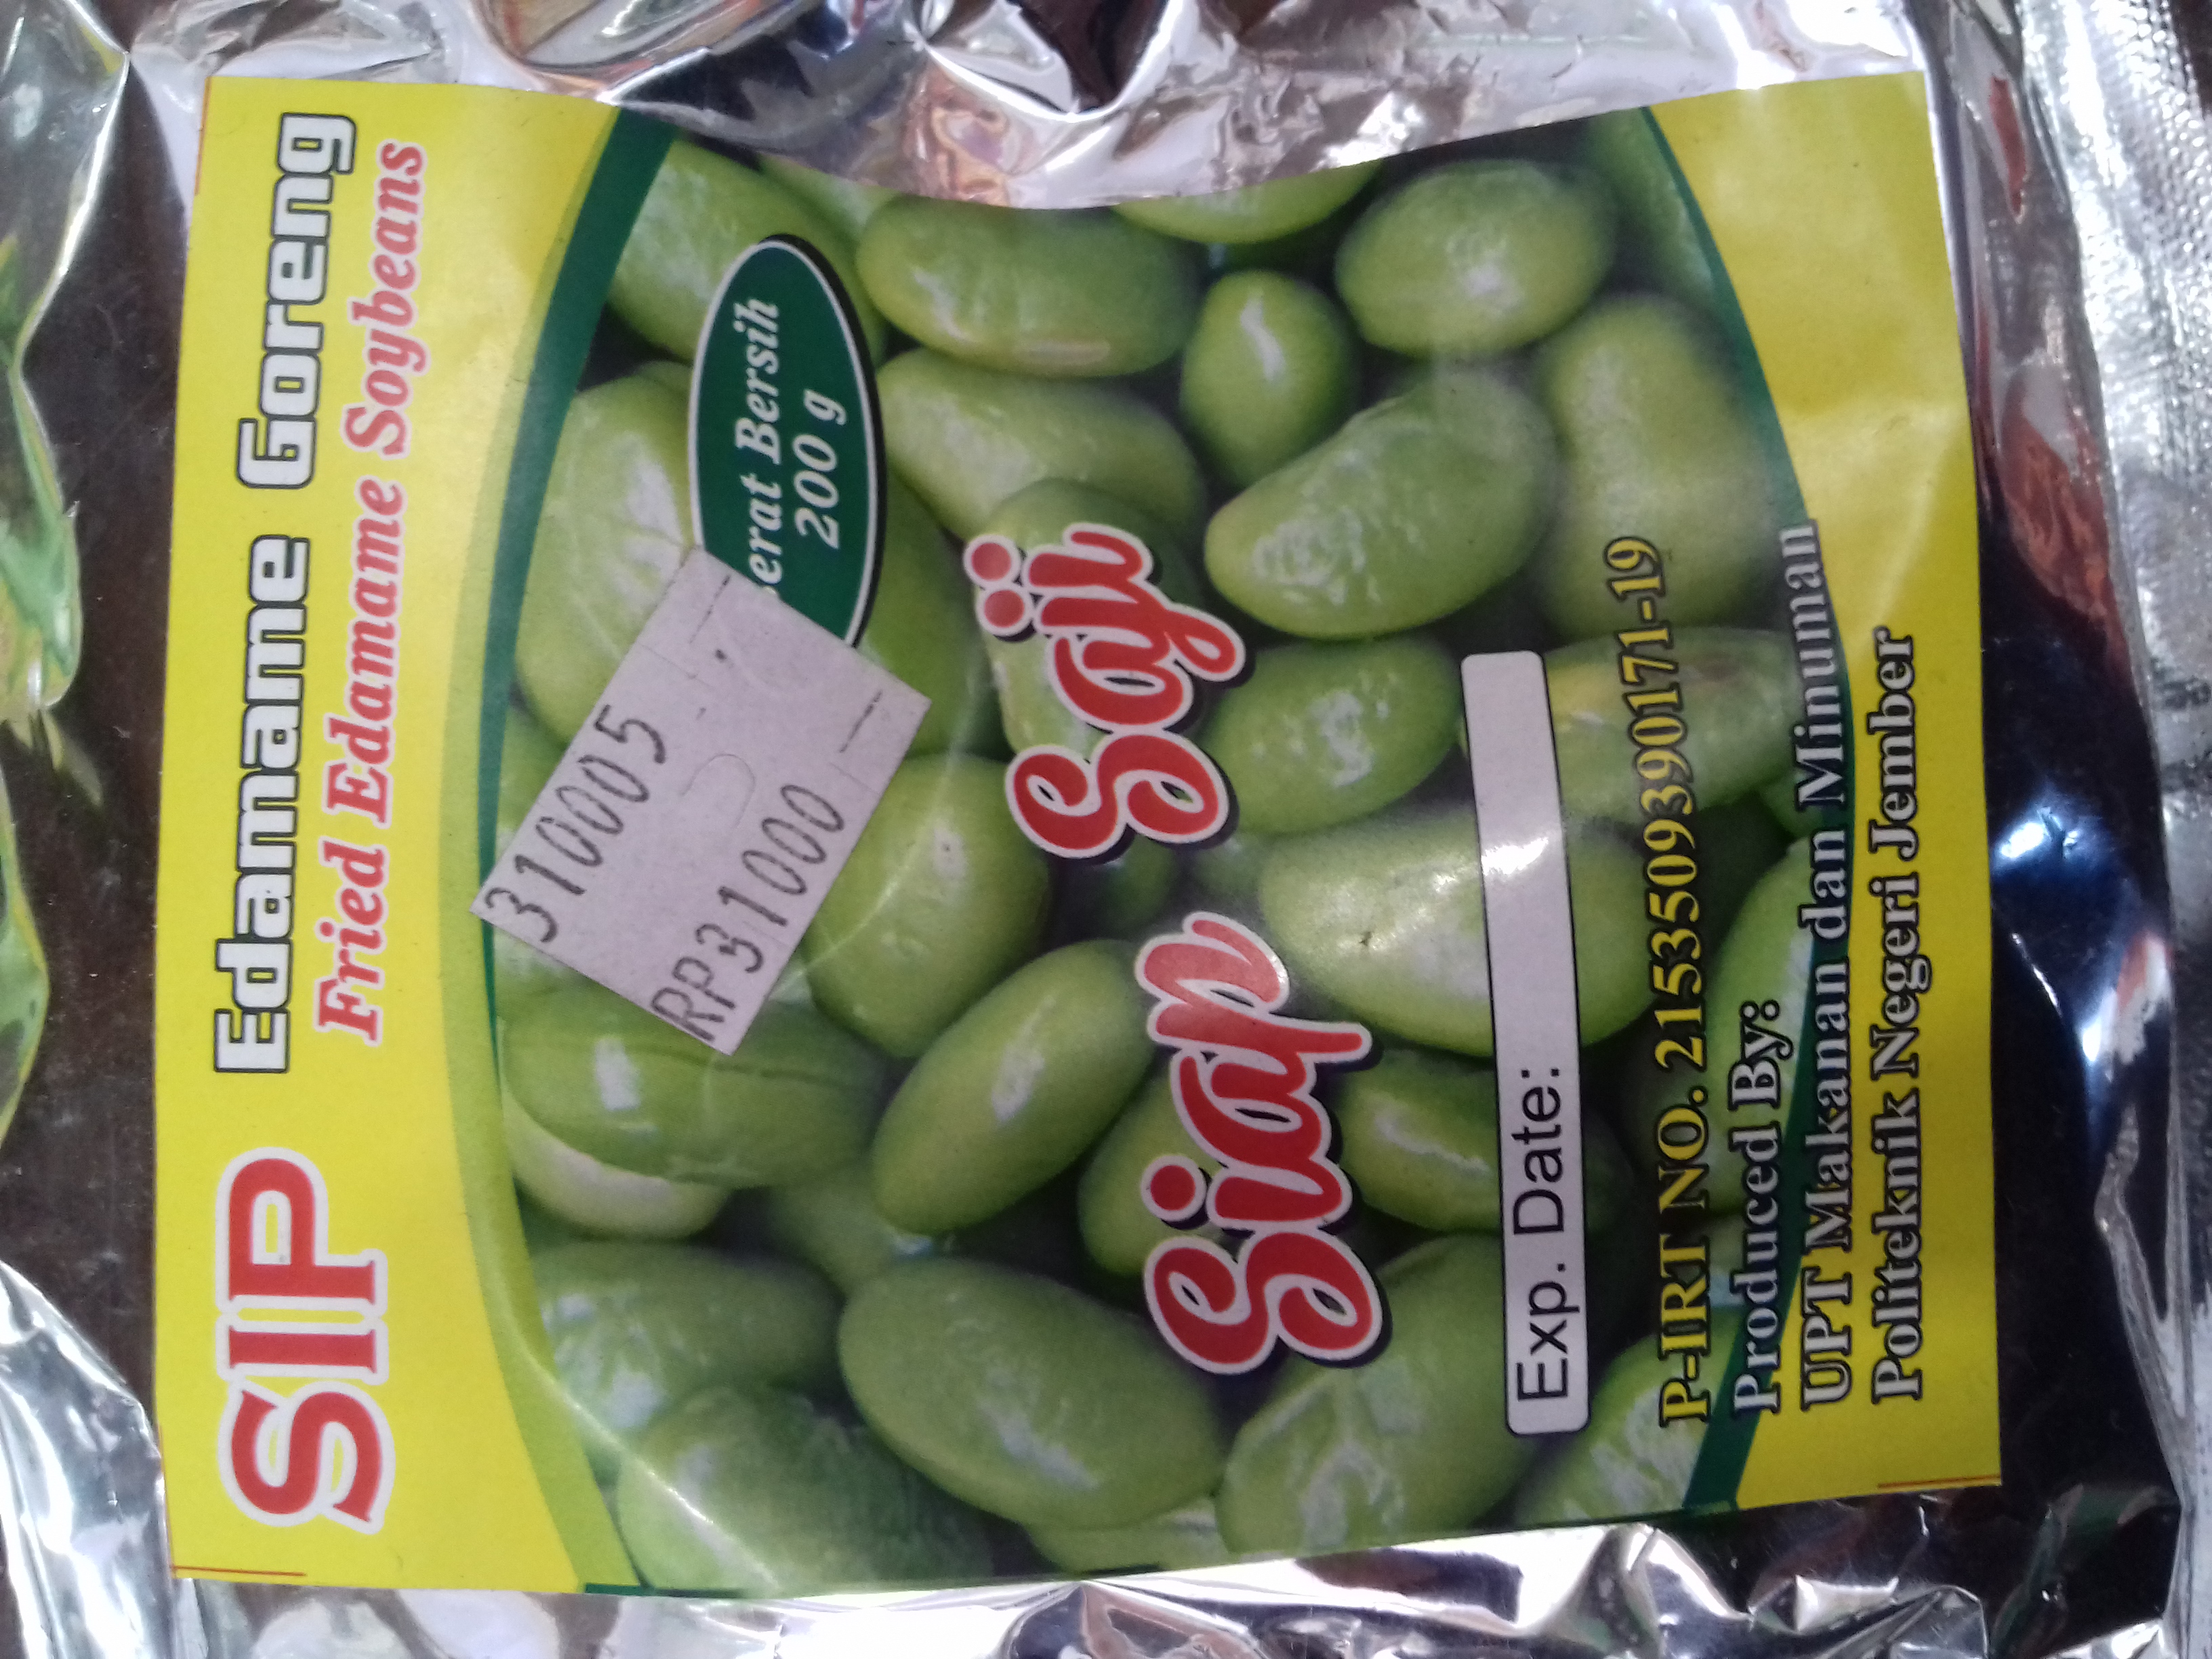 SIP
Edamame Goreng
Fried Edamame Soybeans
310005
RP31000
Bersih
200 g
Siap Saji
Exp. Date:
P-IRT NO. 2153509390171-19
Produced By:
UPT Makanan dan Minuman
Politeknik Negeri Jember